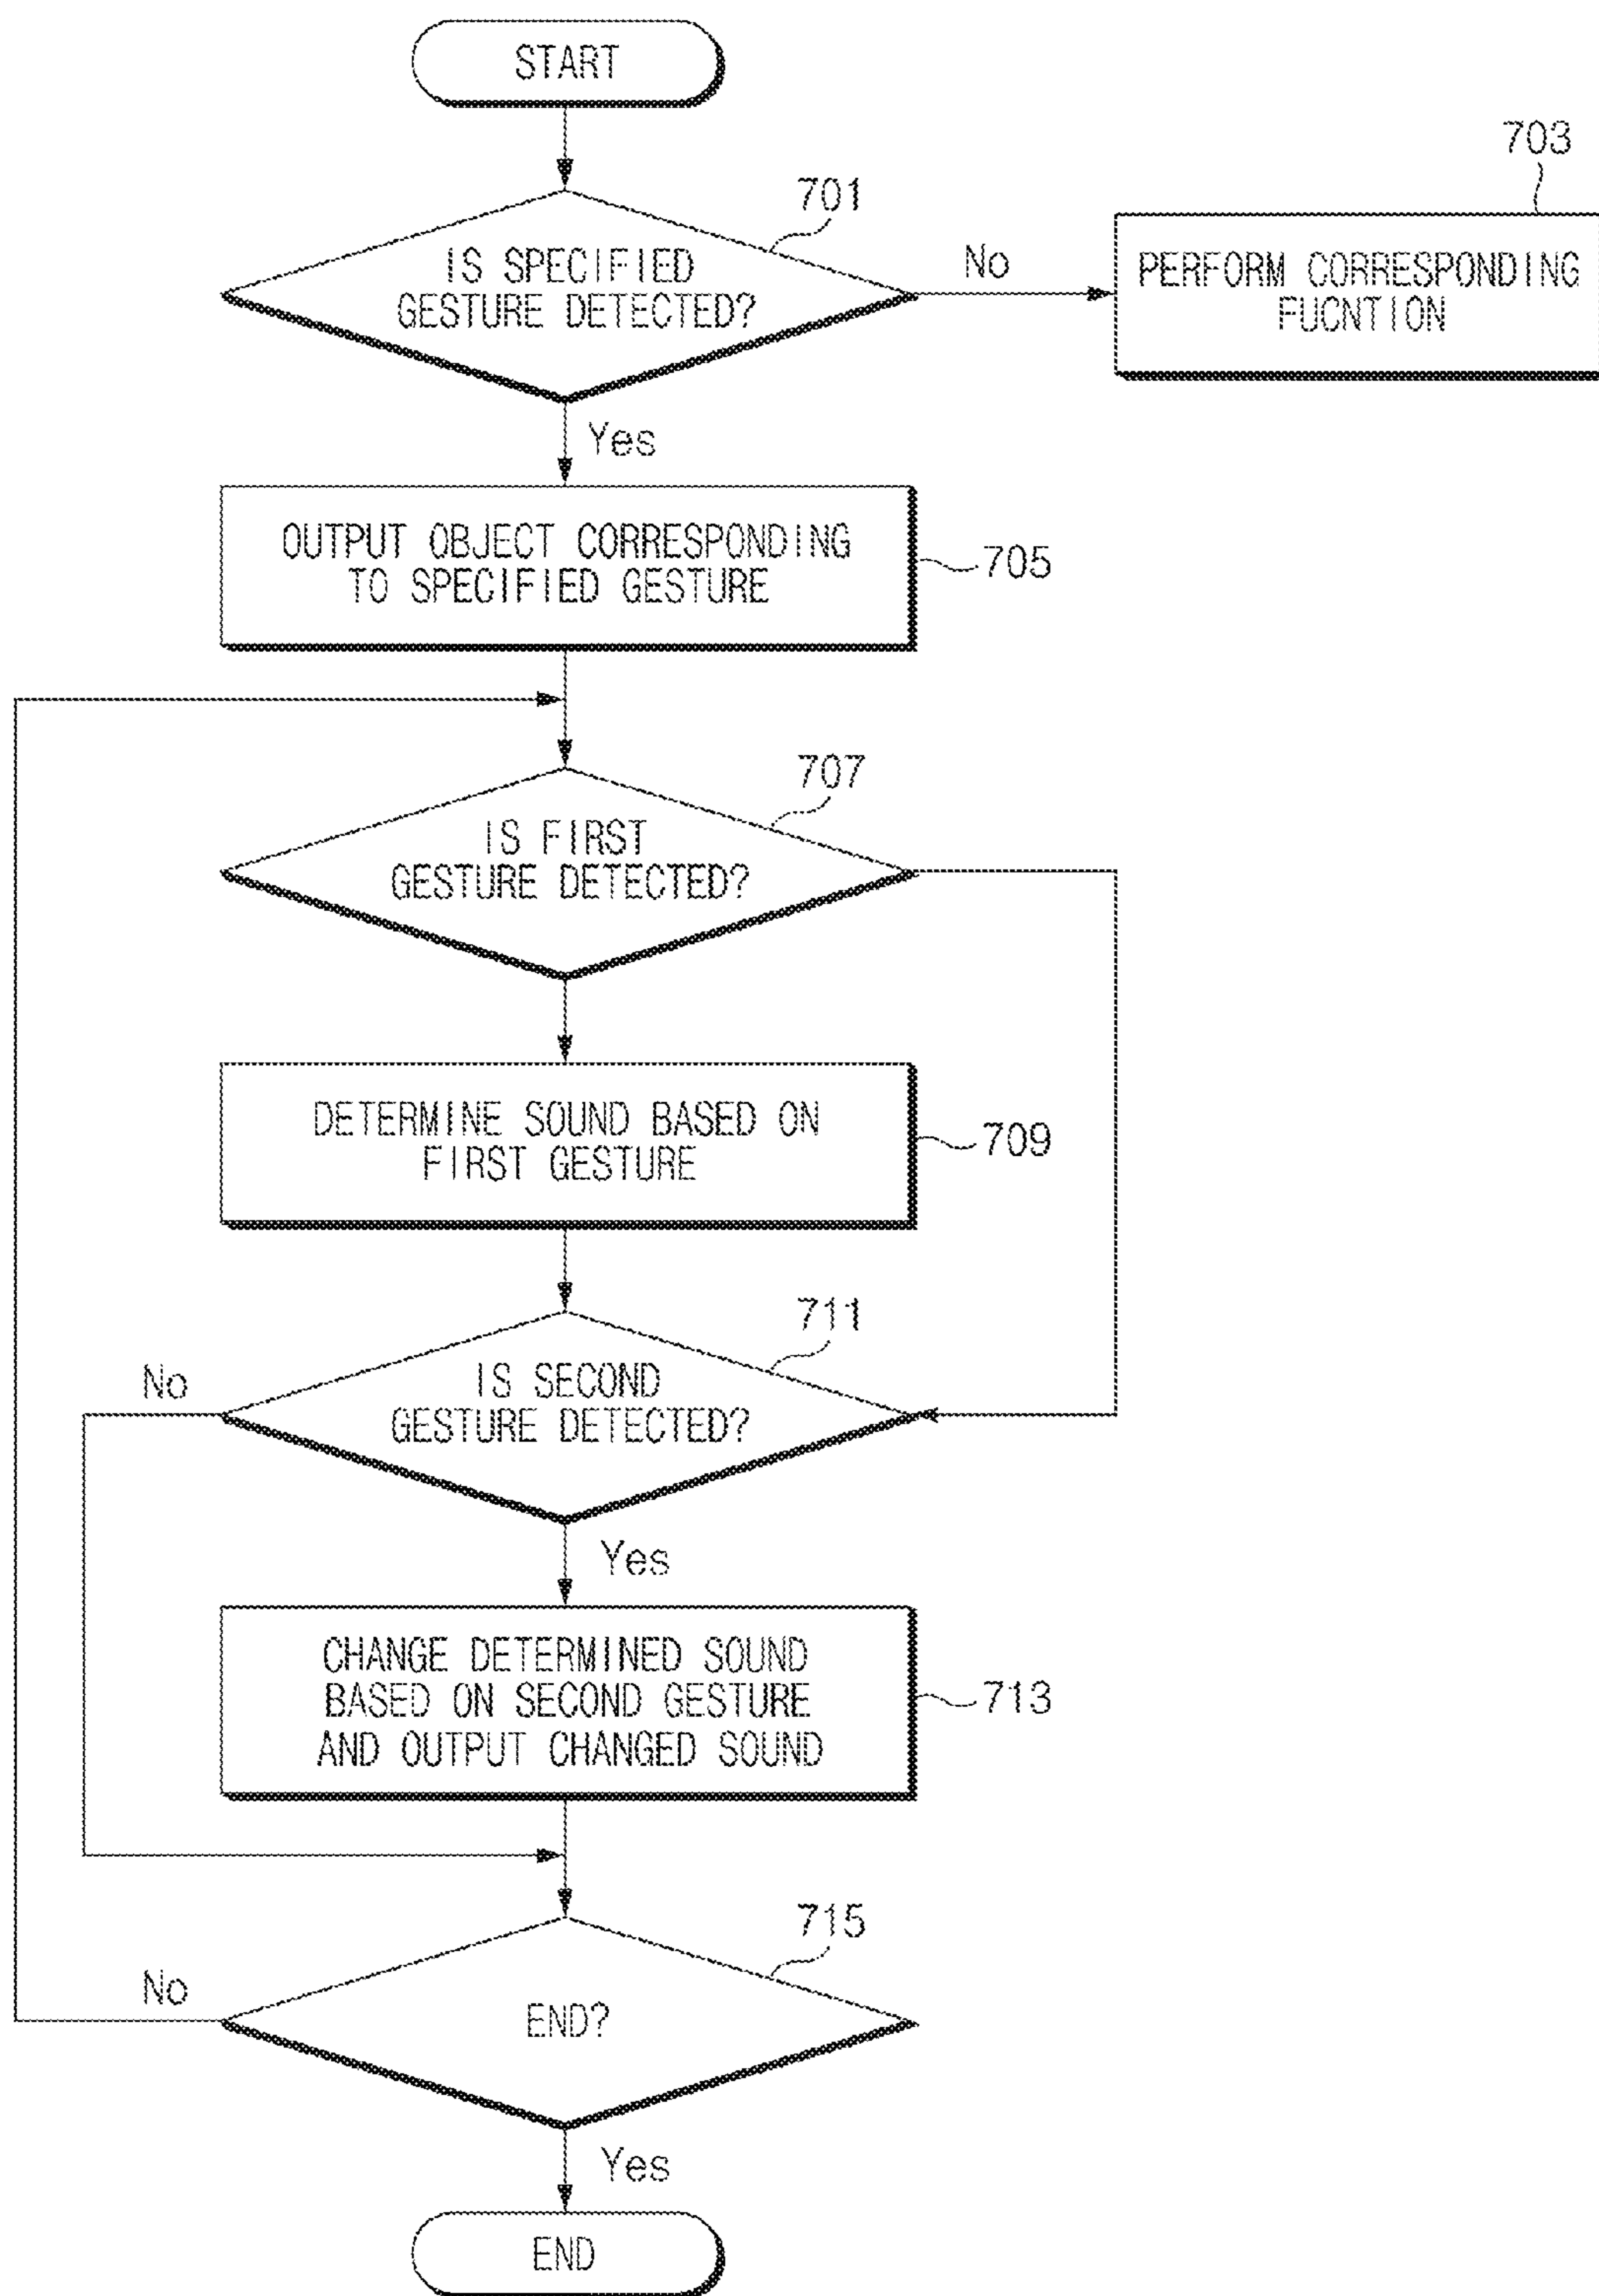 START
701
703
IS SPECIFIED
GESTURE DETECTED?
No
PERFORM CORRESPONDING
FUCNTION
Yes
OUTPUT OBJECT CORRESPONDING
TO SPECIFIED GESTURE
705
707
IS FIRST
GESTURE DETECTED?
DETERMINE SOUND BASED ON
FIRST GESTURE
709
711
No
IS SECOND
GESTURE DETECTED?
Yes
CHANGE DETERMINED SOUND
BASED ON SECOND GESTURE
AND OUTPUT CHANGED SOUND
713
715
No
END?
Yes
END